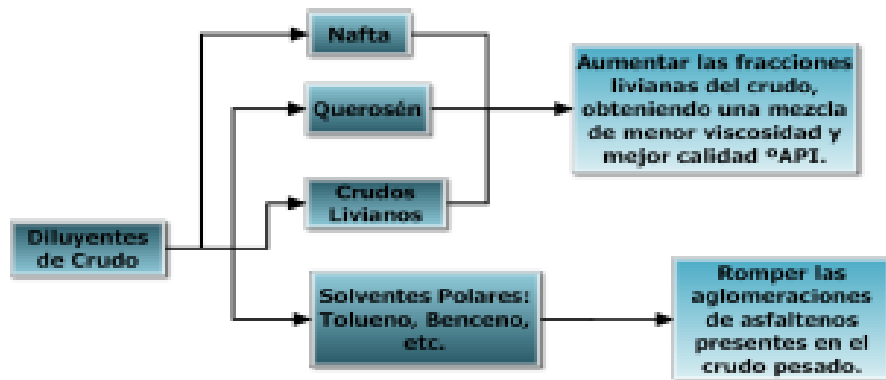 Nafta
Aumentar las fracciones
livianas del crudo,
obteniendo una mezcla
de menor viscosidad y
mejor calidad ºAPI.
Querosén
Crudos
Livianos
Diluyentes
de Crudo
Solventes Polares:
Tolueno, Benceno,
etc.
Romper las
aglomeraciones
de asfaltenos
presentes en el
crudo pesado.